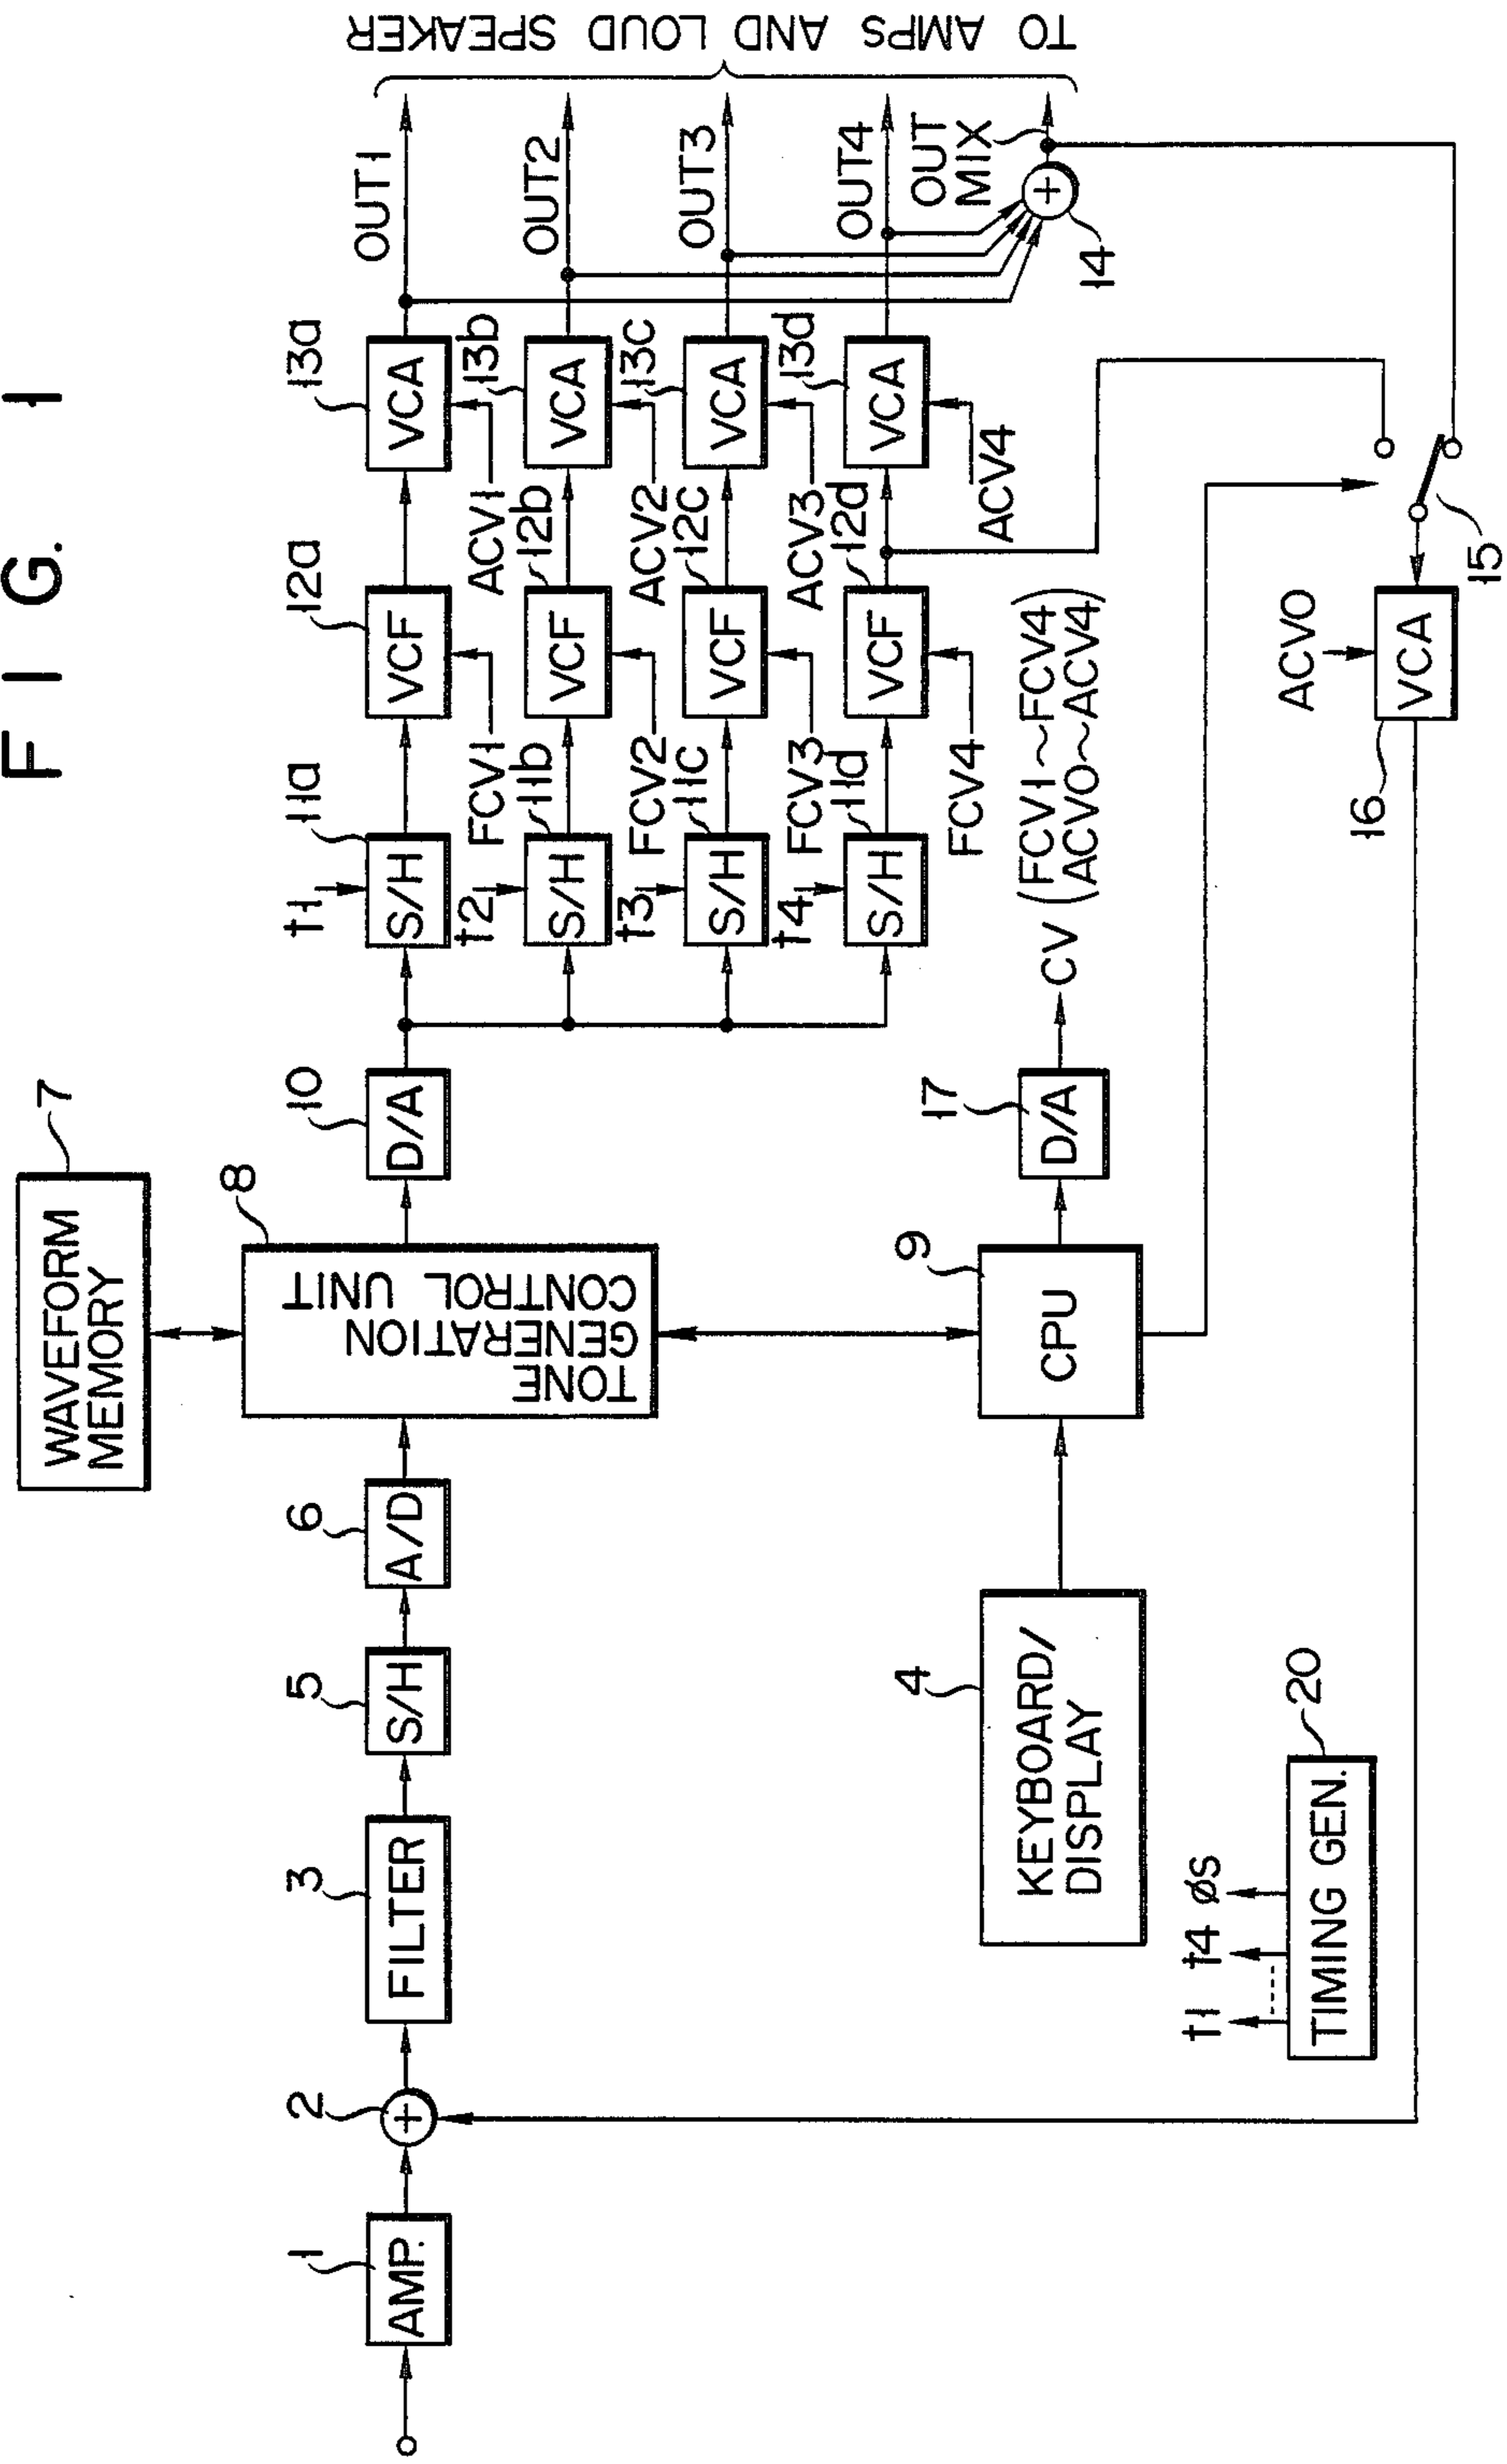 FIG. 1
7
WAVEFORM
MEMORY
1
AMP.
2
+
3
FILTER
5
S/H
6
A/D
8
TONE
GENERATION
CONTROL UNIT
10
D/A
t1
11a
S/H
12a
VCF
FCV1
13a
VCA
ACV1
OUT1
t2
11b
S/H
12b
VCF
FCV2
13b
VCA
ACV2
OUT2
t3
11c
S/H
12c
VCF
FCV3
13c
VCA
ACV3
OUT3
t4
11d
S/H
12d
VCF
FCV4
13d
VCA
ACV4
OUT4
OUT
MIX
+
14
TO AMPS AND LOUD SPEAKER
4
KEYBOARD/
DISPLAY
9
CPU
17
D/A
CV (FCV1~FCV4
ACV0~ACV4)
t1 t4 øS
TIMING GEN.
20
ACV0
16
VCA
15